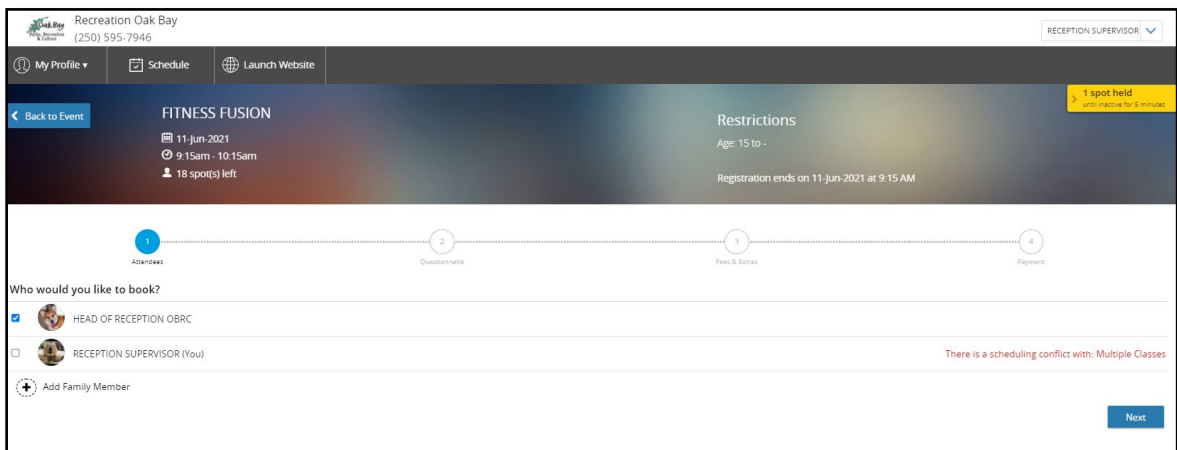 Oak Bay
Parks, Recreation
& Culture
Recreation Oak Bay
(250) 595-7946
RECEPTION SUPERVISOR
My Profile ▾
Schedule
Launch Website
Back to Event
FITNESS FUSION
11-Jun-2021
9:15am - 10:15am
18 spot(s) left
Restrictions
Age: 15 to -
Registration ends on 11-Jun-2021 at 9:15 AM
1 spot held
until inactive for 5 minutes
1
2
3
4
Attendees
Questionnaire
Fees & Extras
Payment
Who would you like to book?
HEAD OF RECEPTION OBRC
RECEPTION SUPERVISOR (You)
There is a scheduling conflict with: Multiple Classes
Add Family Member
Next